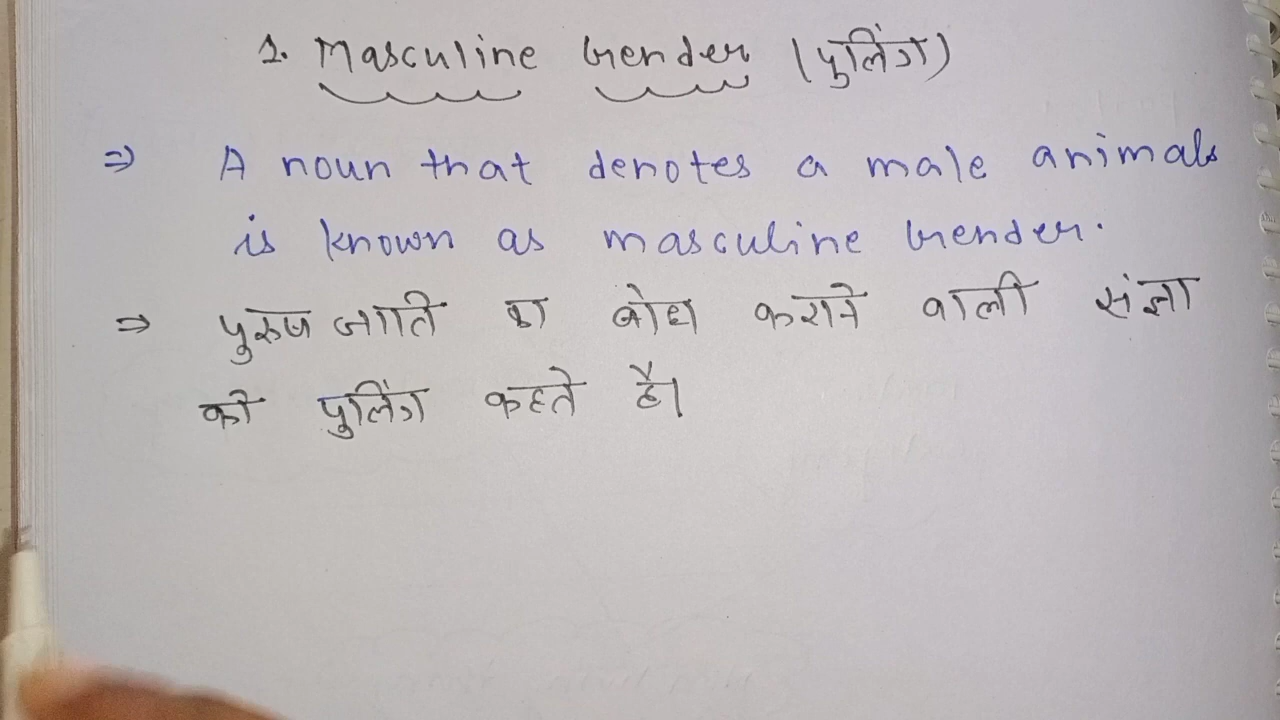 1. Masculine Gender (पुलिंग)
⇒ A noun that denotes a male animals
is known as masculine Gender.
⇒ पुरुष जाति का बोध कराने वाली संज्ञा
को पुलिंग कहते है।